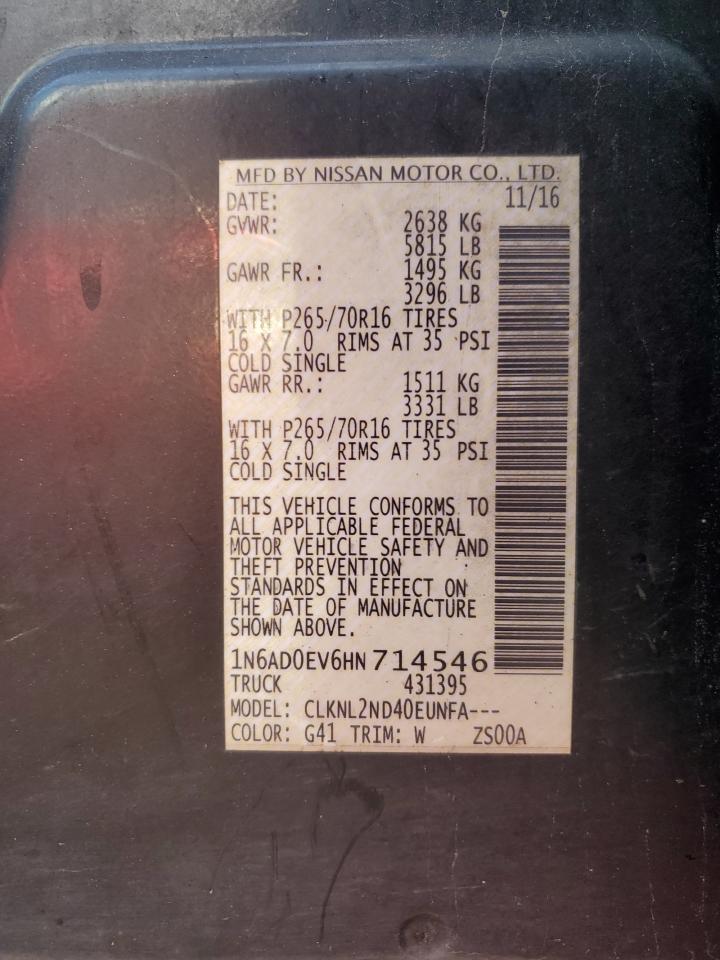 MFD BY NISSAN MOTOR CO., LTD.
DATE: 11/16
GVWR: 2638 KG
5815 LB
GAWR FR.: 1495 KG
3296 LB
WITH P265/70R16 TIRES
16 X 7.0 RIMS AT 35 PSI
COLD SINGLE
GAWR RR.: 1511 KG
3331 LB
WITH P265/70R16 TIRES
16 X 7.0 RIMS AT 35 PSI
COLD SINGLE
THIS VEHICLE CONFORMS TO
ALL APPLICABLE FEDERAL
MOTOR VEHICLE SAFETY AND
THEFT PREVENTION
STANDARDS IN EFFECT ON
THE DATE OF MANUFACTURE
SHOWN ABOVE.
1N6AD0EV6HN 714546
TRUCK 431395
MODEL: CLKNL2ND40EUNFA---
COLOR: G41 TRIM: W ZS00A